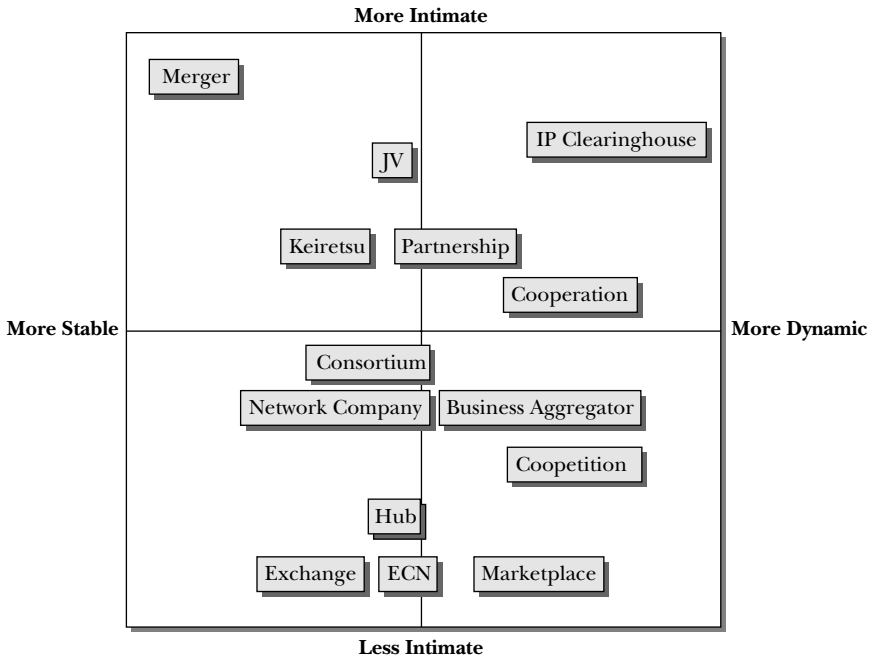 More Intimate
Merger
IP Clearinghouse
JV
Keiretsu
Partnership
Cooperation
More Stable
More Dynamic
Consortium
Network Company
Business Aggregator
Coopetition
Hub
Exchange
ECN
Marketplace
Less Intimate